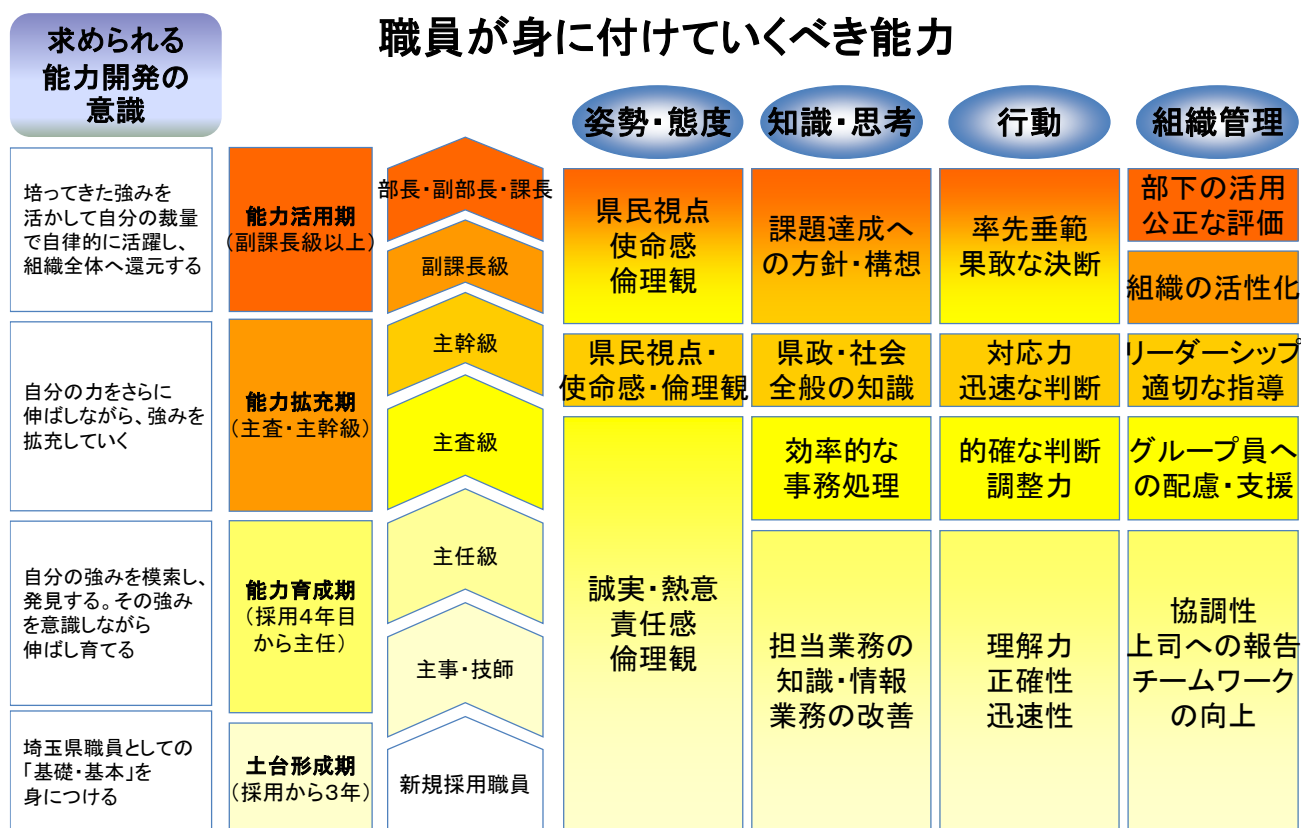 求められる
能力開発の
意識
職員が身に付けていくべき能力
姿勢・態度
知識・思考
行動
組織管理
培ってきた強みを
活かして自分の裁量
で自律的に活躍し、
組織全体へ還元する
能力活用期
(副課長級以上)
部長・副部長・課長
副課長級
県民視点
使命感
倫理観
課題達成へ
の方針・構想
率先垂範
果敢な決断
部下の活用
公正な評価
組織の活性化
自分の力をさらに
伸ばしながら、強みを
拡充していく
能力拡充期
(主査・主幹級)
主幹級
主査級
県民視点・
使命感・倫理観
県政・社会
全般の知識
対応力
迅速な判断
リーダーシップ
適切な指導
効率的な
事務処理
的確な判断
調整力
グループ員へ
の配慮・支援
自分の強みを模索し、
発見する。その強み
を意識しながら
伸ばし育てる
能力育成期
(採用4年目
から主任)
主任級
主事・技師
誠実・熱意
責任感
倫理観
担当業務の
知識・情報
業務の改善
理解力
正確性
迅速性
協調性
上司への報告
チームワーク
の向上
埼玉県職員としての
「基礎・基本」を
身につける
土台形成期
(採用から3年)
新規採用職員